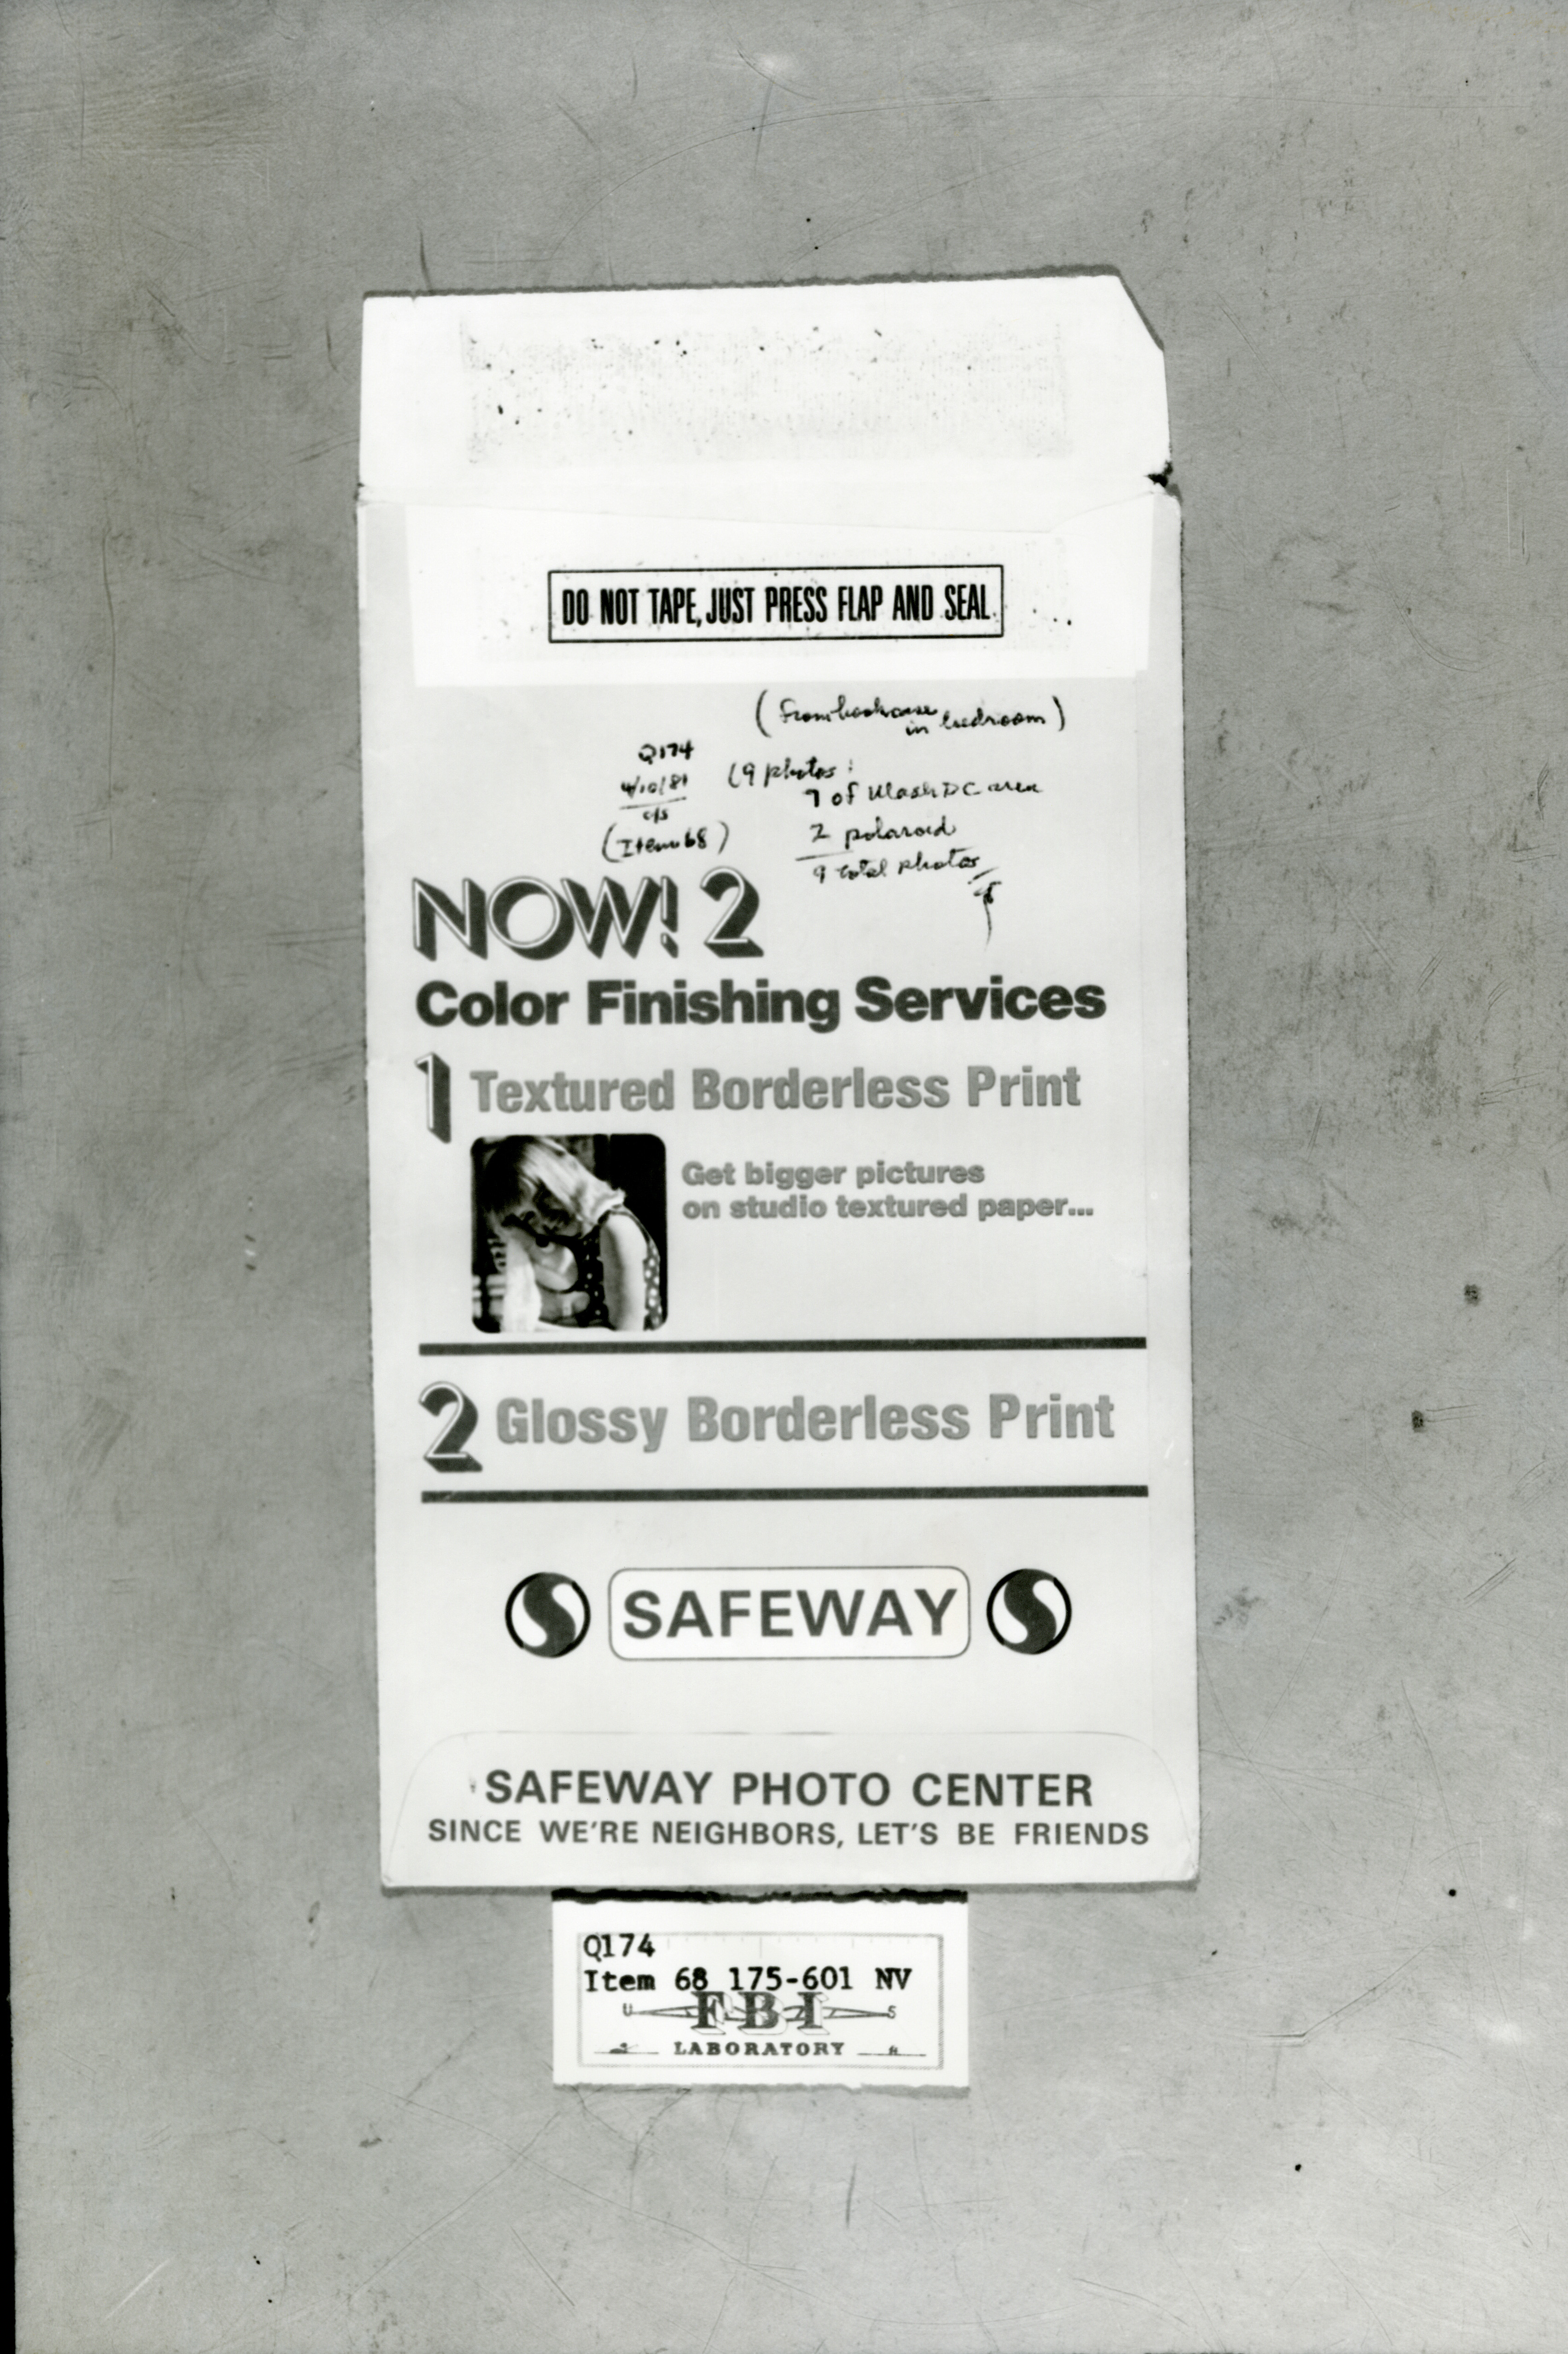 DO NOT TAPE, JUST PRESS FLAP AND SEAL
(From bookcase
in bedroom)
Q174
4/10/81
(Item 68)
(9 photos:
7 of Wash DC area
2 polaroid
9 total photos
NOW! 2
Color Finishing Services
1 Textured Borderless Print
Get bigger pictures
on studio textured paper...
2 Glossy Borderless Print
SAFEWAY
SAFEWAY PHOTO CENTER
SINCE WE'RE NEIGHBORS, LET'S BE FRIENDS
Q174
Item 68 175-601 NV
U FBI S
LABORATORY